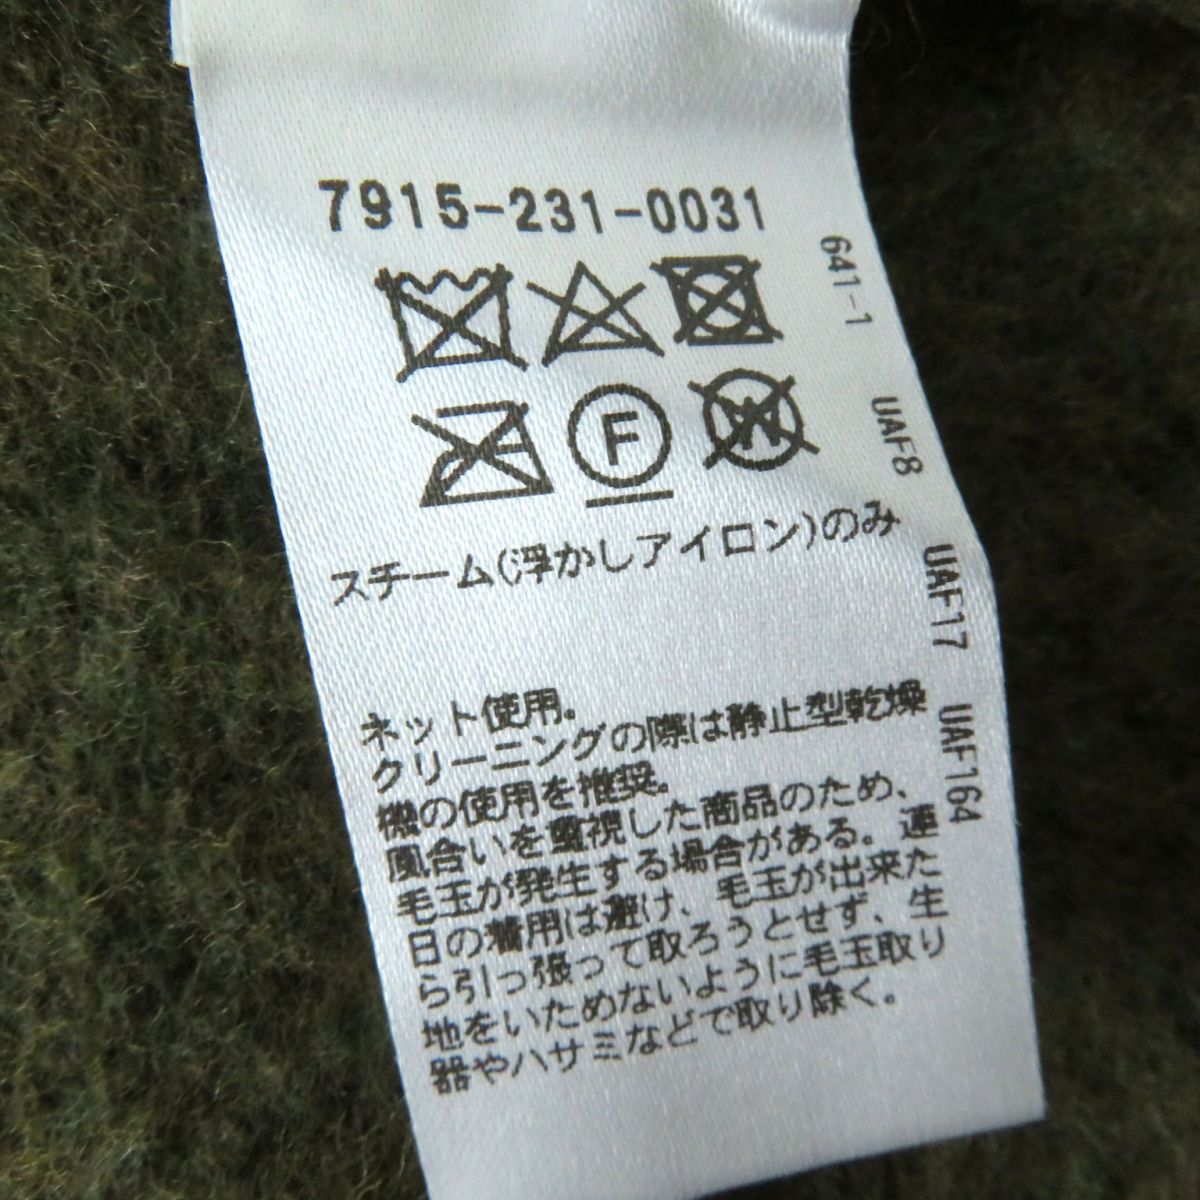 7915-231-0031
F
W
スチーム(浮かしアイロン)のみ
ネット使用。
クリーニングの際は静止型乾燥
機の使用を推奨。
風合いを重視した商品のため、
毛玉が発生する場合がある。連
日の着用は避け、毛玉が出来た
ら引っ張って取ろうとせず、生
地をいためないように毛玉取り
器やハサミなどで取り除く。
641-1
UAF8
UAF17
UAF164